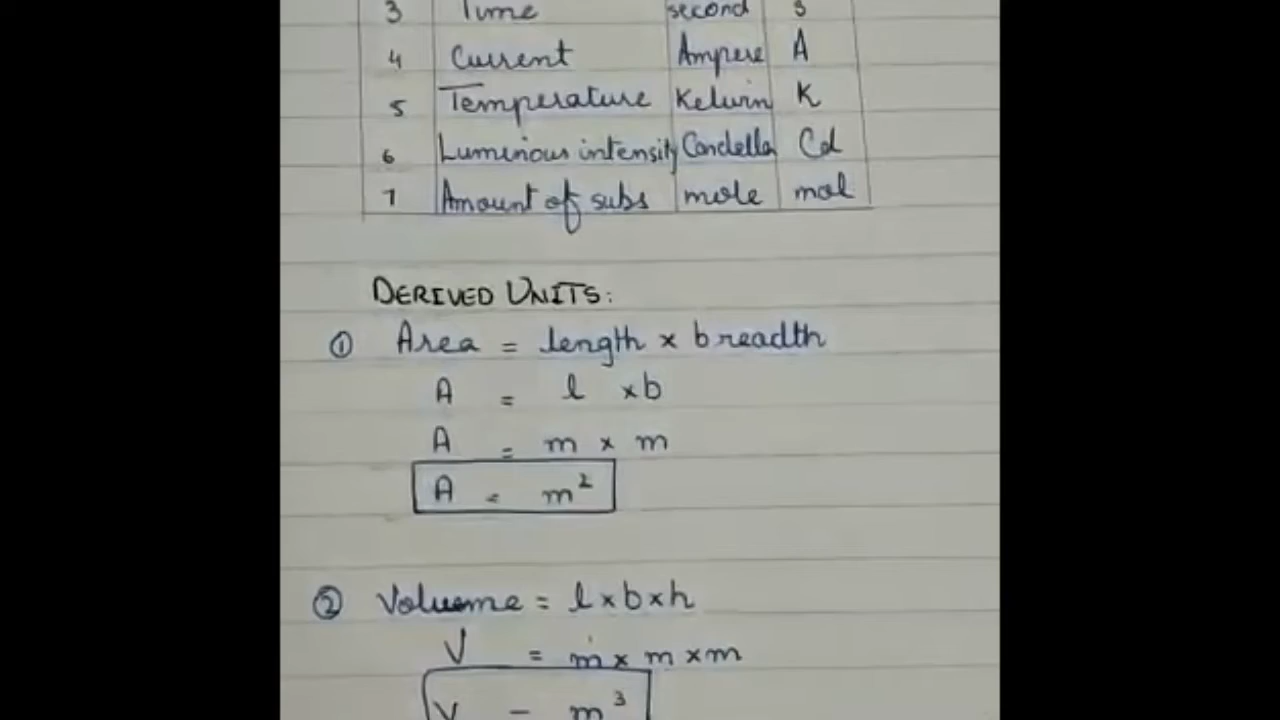 3 Time second s
4 Current Ampere A
5 Temperature Kelvin K
6 Luminous intensity Candella Cd
7 Amount of subs mole mol
DERIVED UNITS:
① Area = length × breadth
A = l × b
A = m × m
A = m²
② Volume = l × b × h
V = m × m × m
V = m³